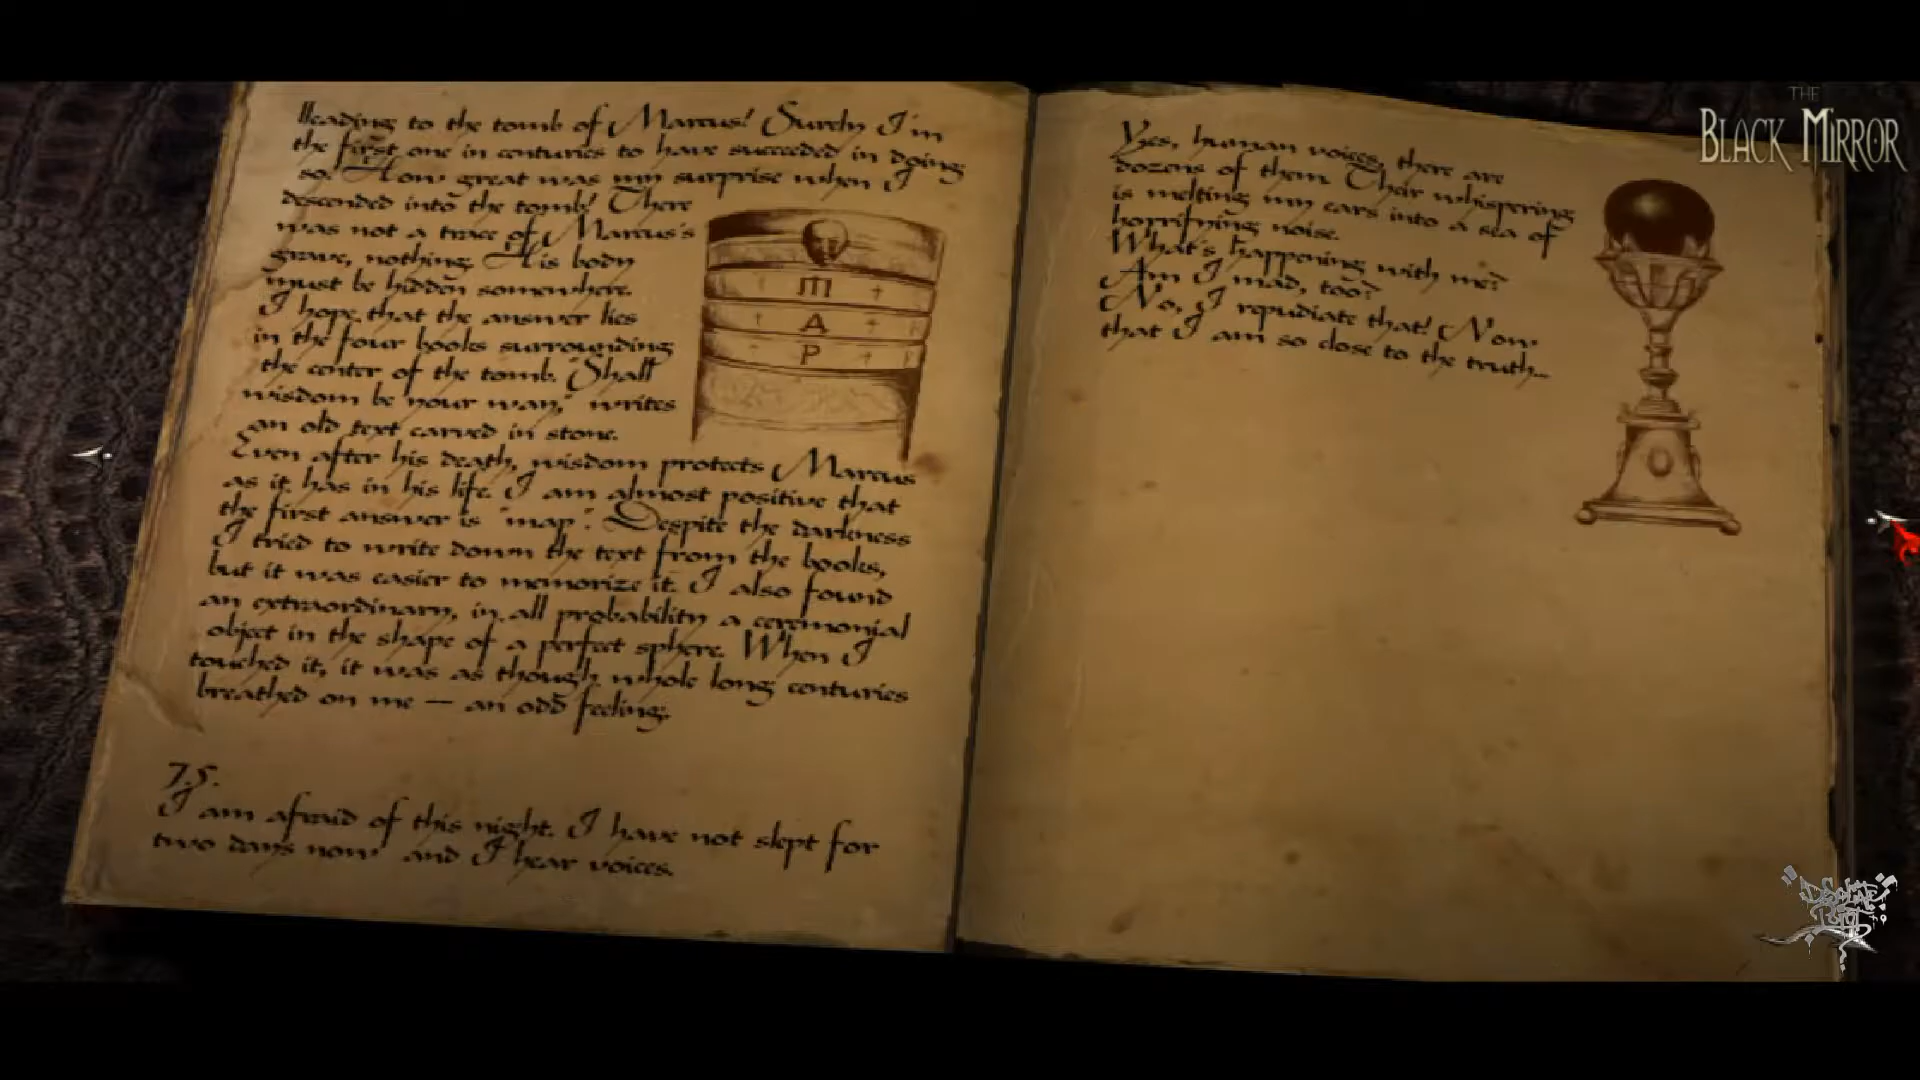 leading to the tomb of Marcus! Surely I'm
the first one in centuries to have succeeded in doing
so. How great was my surprise when I
descended into the tomb! There
was not a trace of Marcus's
grave, nothing. His body
must be hidden somewhere.
I hope that the answer lies
in the four books surrounding
the center of the tomb. "Shall
wisdom be your way," writes
an old text carved in stone.
Even after his death, wisdom protects Marcus
as it has in his life. I am almost positive that
the first answer is "map". Despite the darkness
I tried to write down the text from the books,
but it was easier to memorize it. I also found
an extraordinary, in all probability a ceremonial
object in the shape of a perfect sphere. When I
touched it, it was as though whole long centuries
breathed on me — an odd feeling.
7.5.
I am afraid of this night. I have not slept for
two days now and I hear voices.
M
A
P
Yes, human voices, there are
dozens of them. Their whispering
is melting my ears into a sea of
horrifying noise.
What's happening with me?
Am I mad, too?
No, I repudiate that! Now
that I am so close to the truth...
THE
BLACK MIRROR